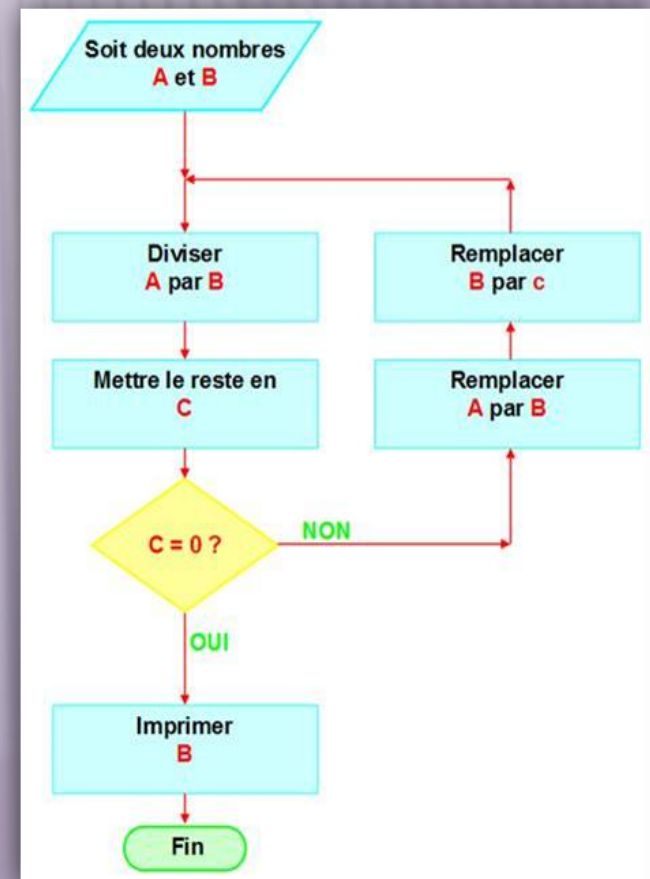 Soit deux nombres
A et B
Diviser
A par B
Mettre le reste en
C
C = 0 ?
NON
Remplacer
A par B
Remplacer
B par c
OUI
Imprimer
B
Fin